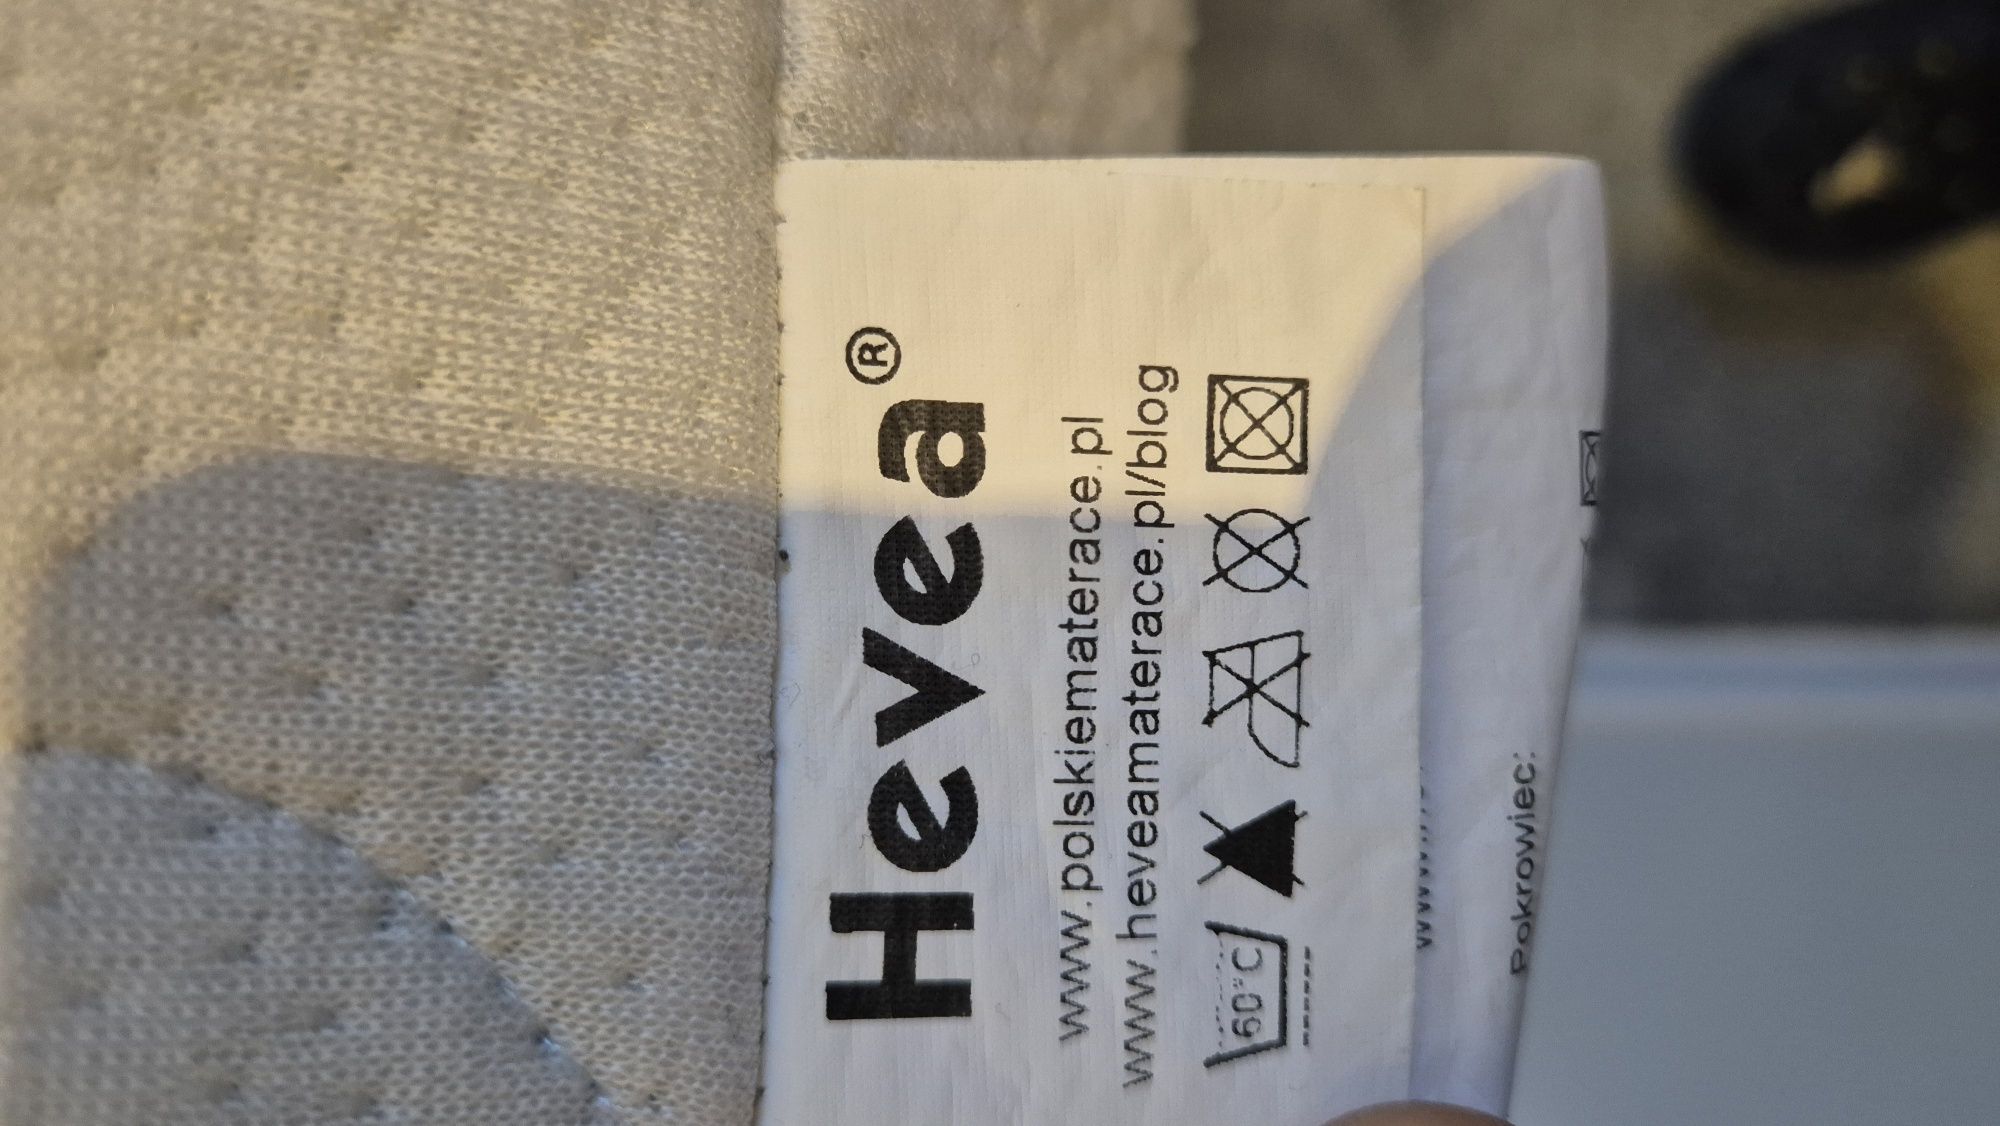 Hevea®
www.polskiematerace.pl
www.heveamaterace.pl/blog
60°C
Pokrowiec: